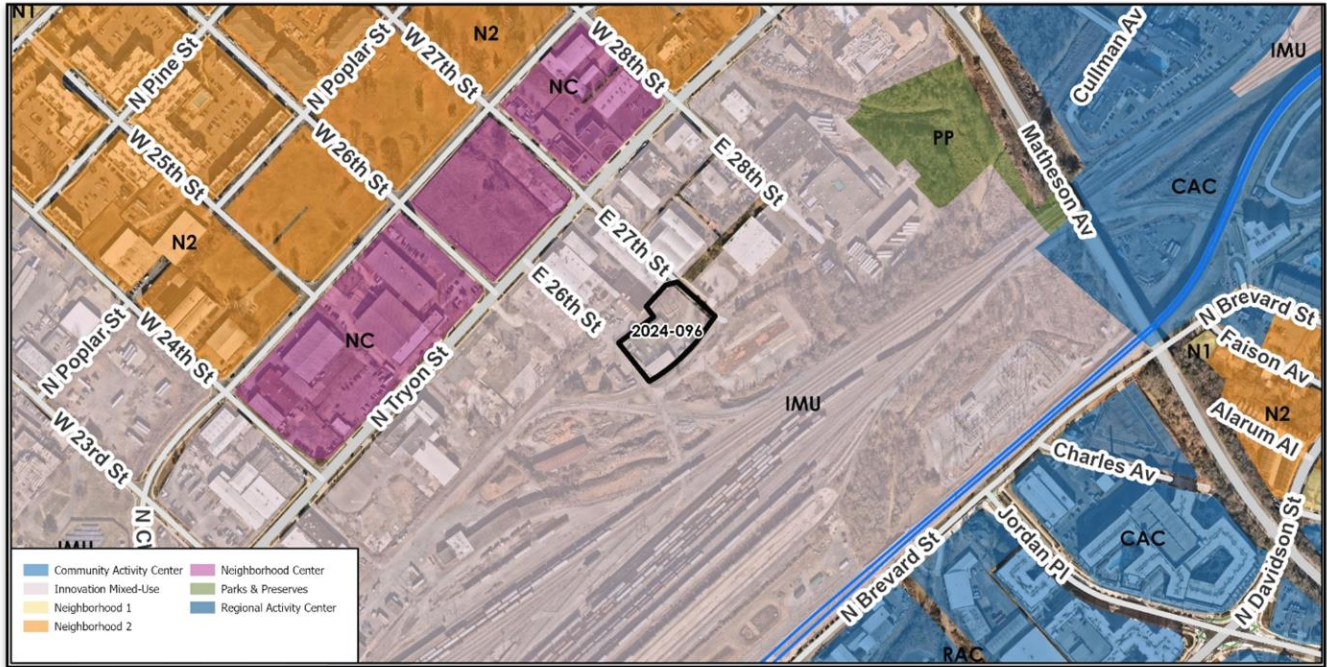 N1
N Pine St
N Poplar St
W 27th St
N2
W 28th St
NC
Cullman Av
IMU
W 25th St
W 26th St
E 28th St
PP
Matheson Av
CAC
N2
E 27th St
N Poplar St
W 24th St
E 26th St
2024-096
N Brevard St
NC
N Tryon St
N1
Faison Av
IMU
N2
Alarum Al
W 23rd St
Charles Av
N Brevard St
Jordan Pl
CAC
N Davidson St
IMU
RAC
Community Activity Center
Innovation Mixed-Use
Neighborhood 1
Neighborhood 2
Neighborhood Center
Parks & Preserves
Regional Activity Center